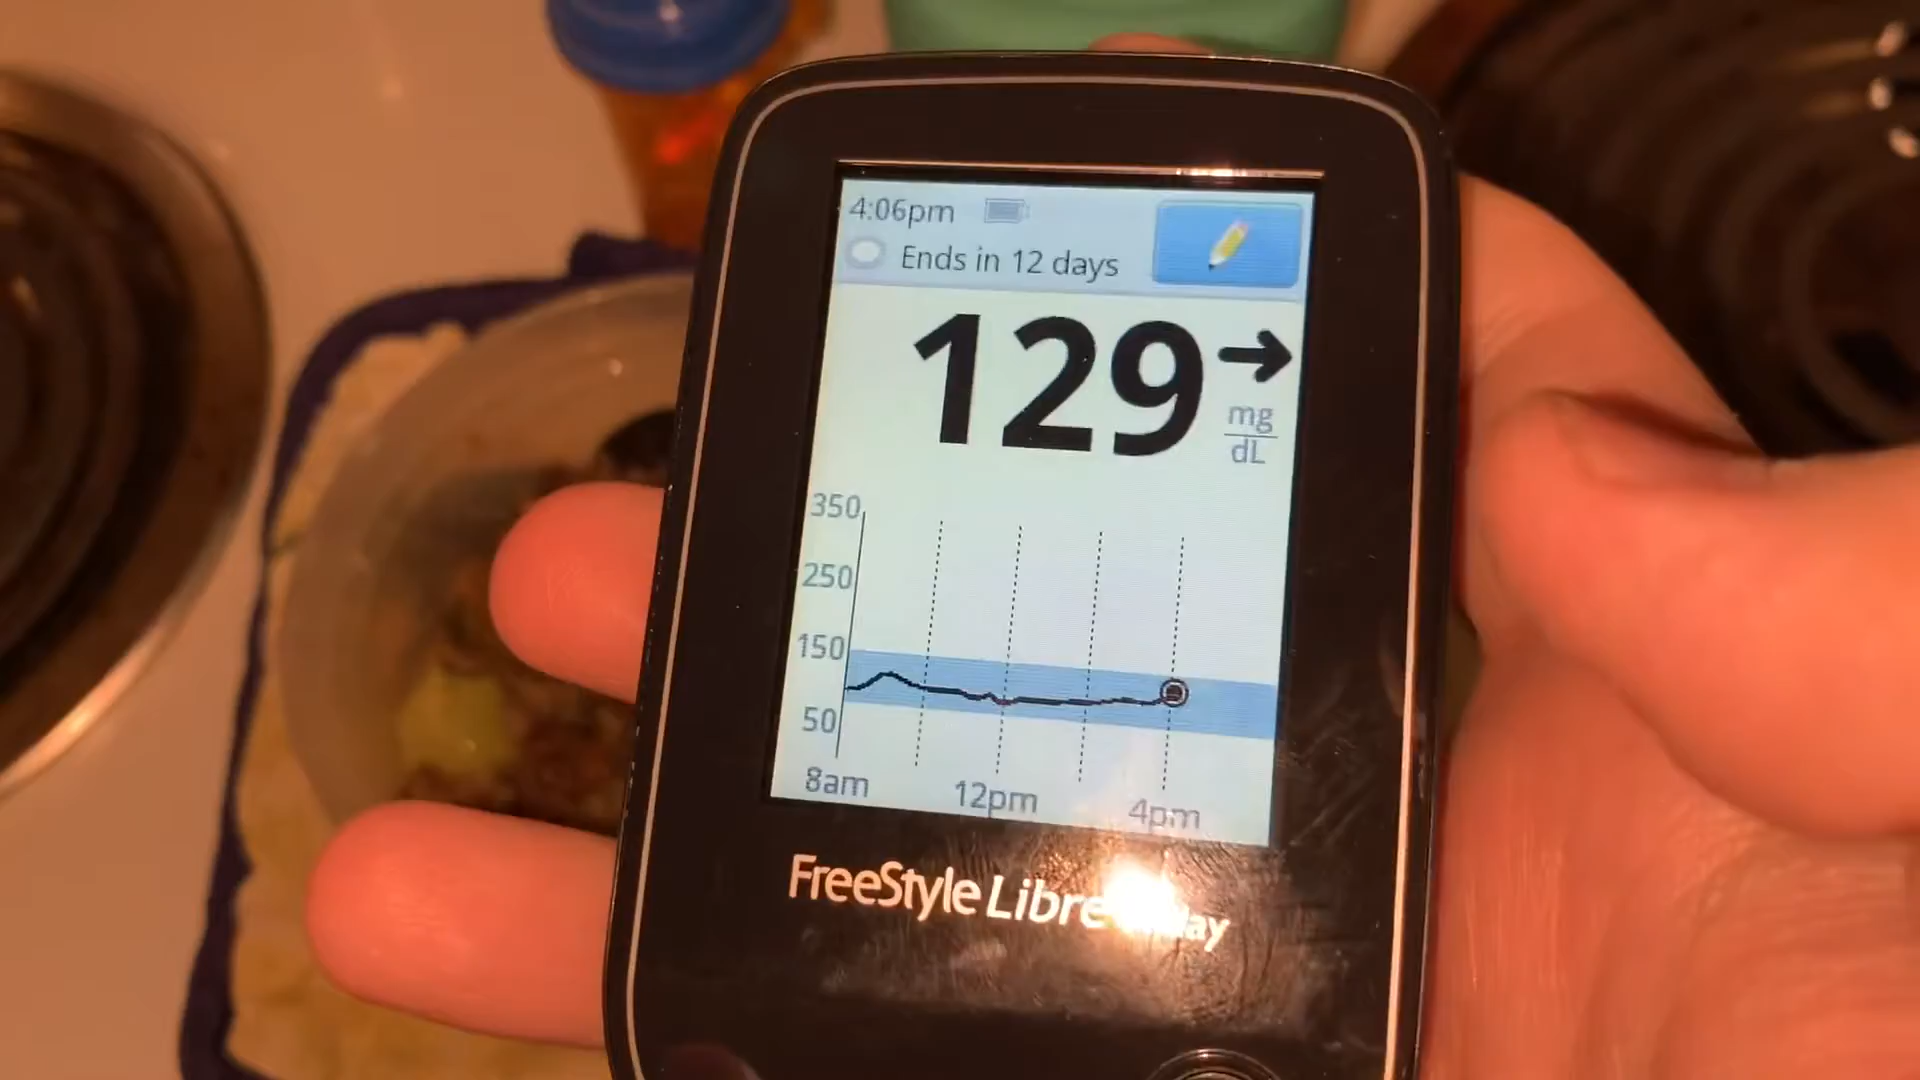 4:06pm
Ends in 12 days
129
mg
dL
350
250
150
50
8am 12pm 4pm
FreeStyle Libre